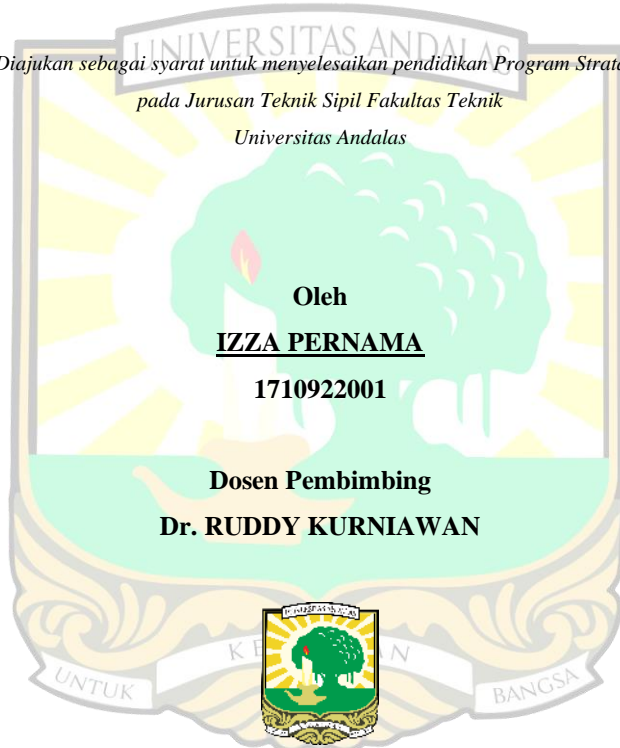 UNIVERSITAS ANDALAS
Diajukan sebagai syarat untuk menyelesaikan pendidikan Program
pada Jurusan Teknik Sipil Fakultas Teknik
Universitas Andalas
Oleh
IZZA PERNAMA
1710922001
Dosen Pembimbing
Dr. RUDDY KURNIAWAN
UNTUK
BANGSA